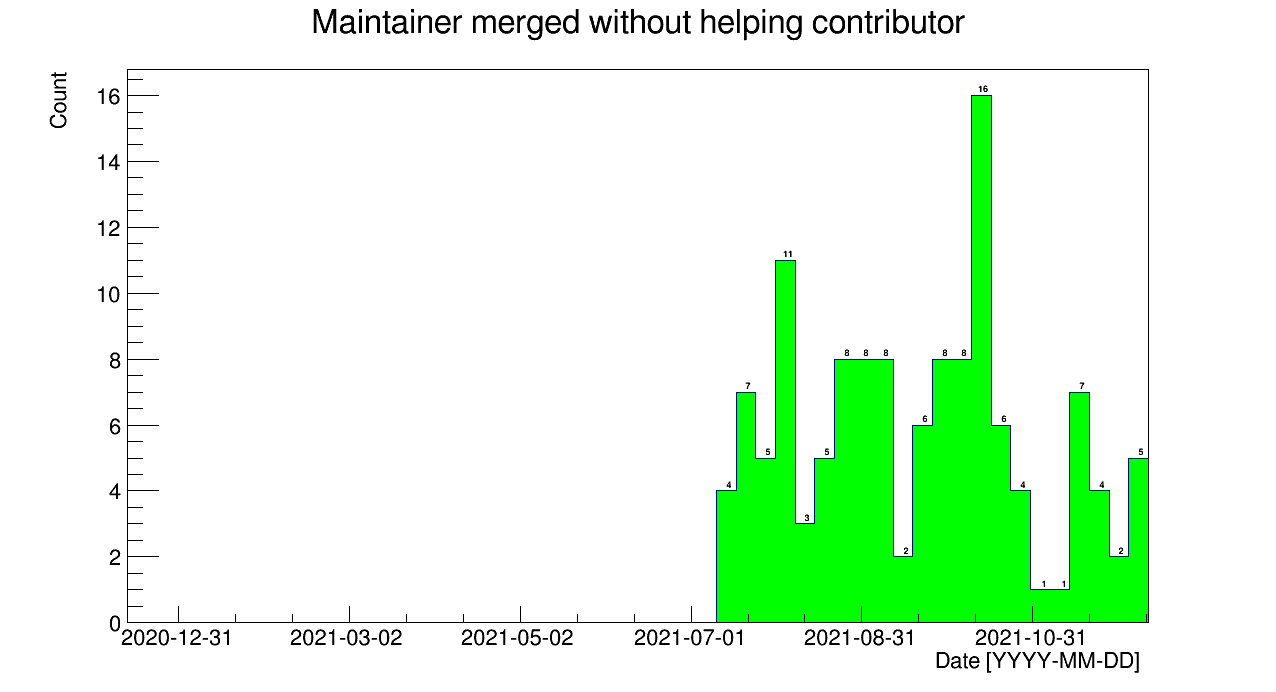 Maintainer merged without helping contributor
Count
16
14
12
10
8
6
4
2
0
4 7 5 11 3 5 8 8 8 2 6 8 8 16 6 4 1 1 7 4 2 5
2020-12-31 2021-03-02 2021-05-02 2021-07-01 2021-08-31 2021-10-31
Date [YYYY-MM-DD]